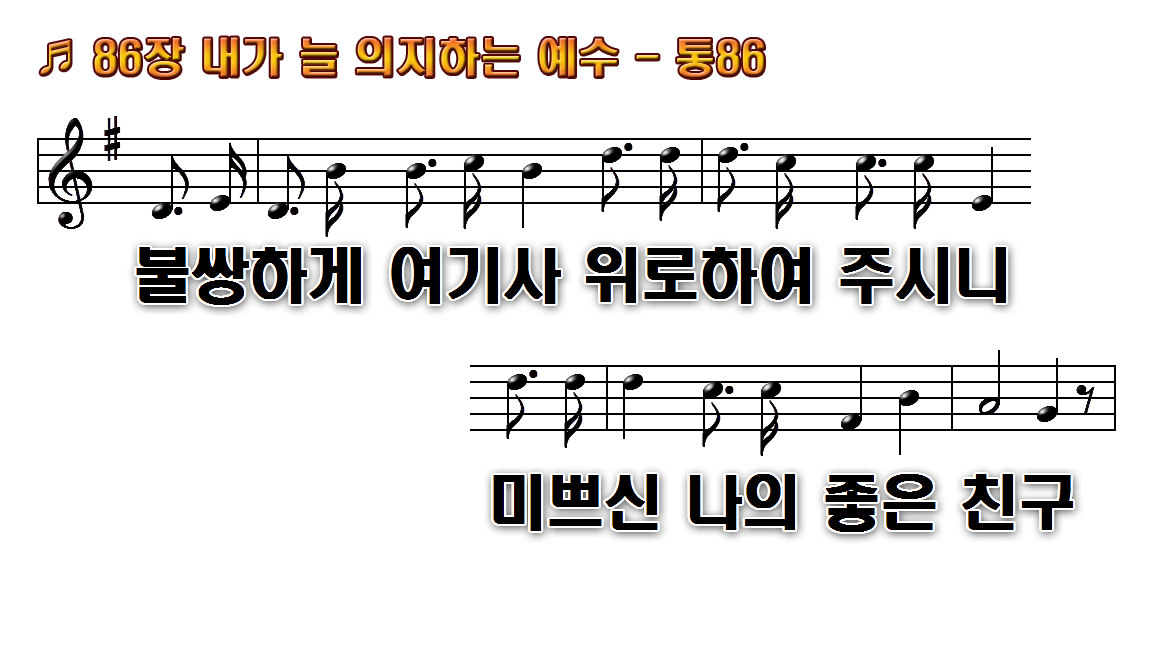 ♬ 86장 내가 늘 의지하는 예수 - 통86
불쌍하게 여기사 위로하여 주시니
미쁘신 나의 좋은 친구